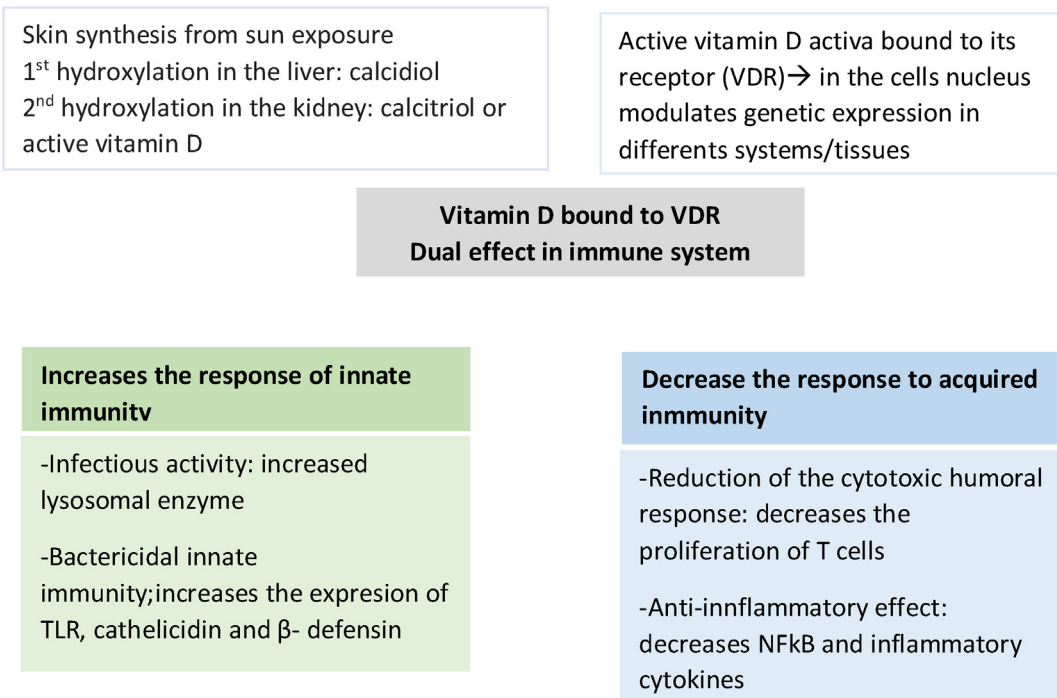 Skin synthesis from sun exposure
1st hydroxylation in the liver: calcidiol
2nd hydroxylation in the kidney: calcitriol or
active vitamin D
Active vitamin D activa bound to its
receptor (VDR)→ in the cells nucleus
modulates genetic expression in
differents systems/tissues
Vitamin D bound to VDR
Dual effect in immune system
Increases the response of innate
immunity
-Infectious activity: increased
lysosomal enzyme
-Bactericidal innate
immunity;increases the expresion of
TLR, cathelicidin and β- defensin
Decrease the response to acquired
inmmunity
-Reduction of the cytotoxic humoral
response: decreases the
proliferation of T cells
-Anti-innflammatory effect:
decreases NFkB and inflammatory
cytokines